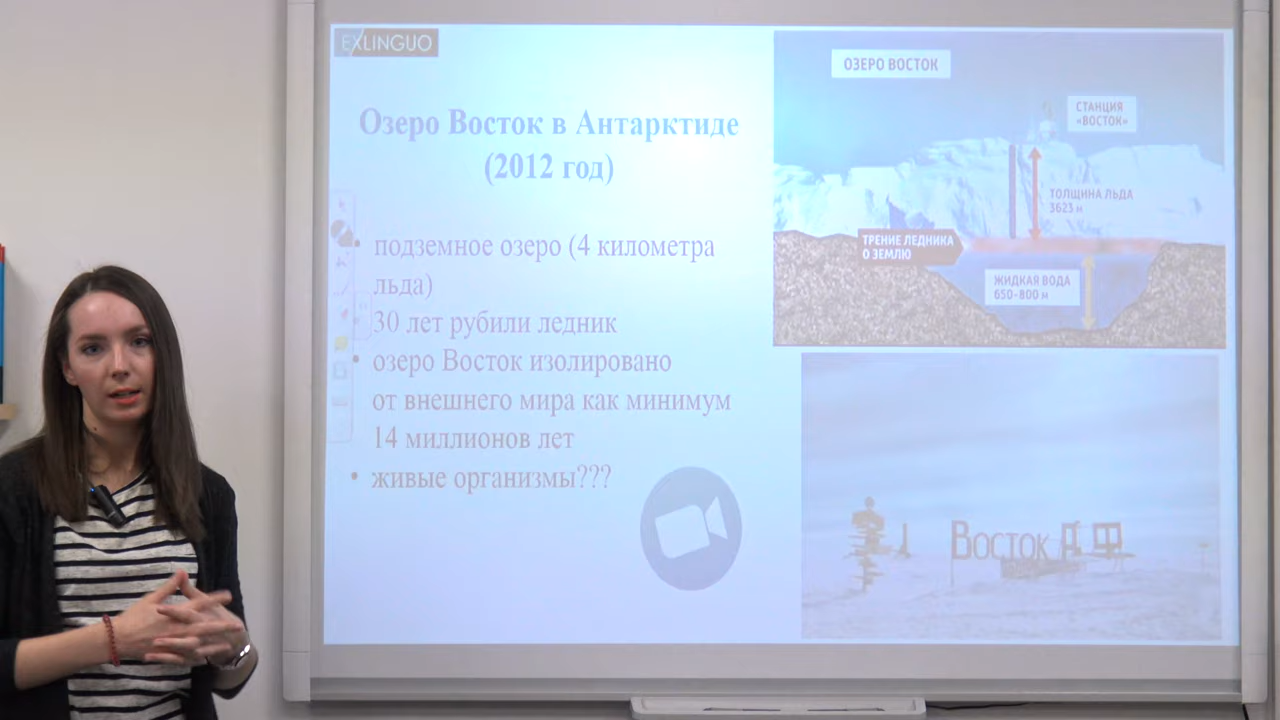 EXLINGUO
Озеро Восток в Антарктиде
(2012 год)
• подземное озеро (4 километра
льда)
• 30 лет рубили ледник
• озеро Восток изолировано
от внешнего мира как минимум
14 миллионов лет
• живые организмы???
ОЗЕРО ВОСТОК
СТАНЦИЯ
«ВОСТОК»
ТОЛЩИНА ЛЬДА
3623 м
ТРЕНИЕ ЛЕДНИКА
О ЗЕМЛЮ
ЖИДКАЯ ВОДА
650-800 м
Восток